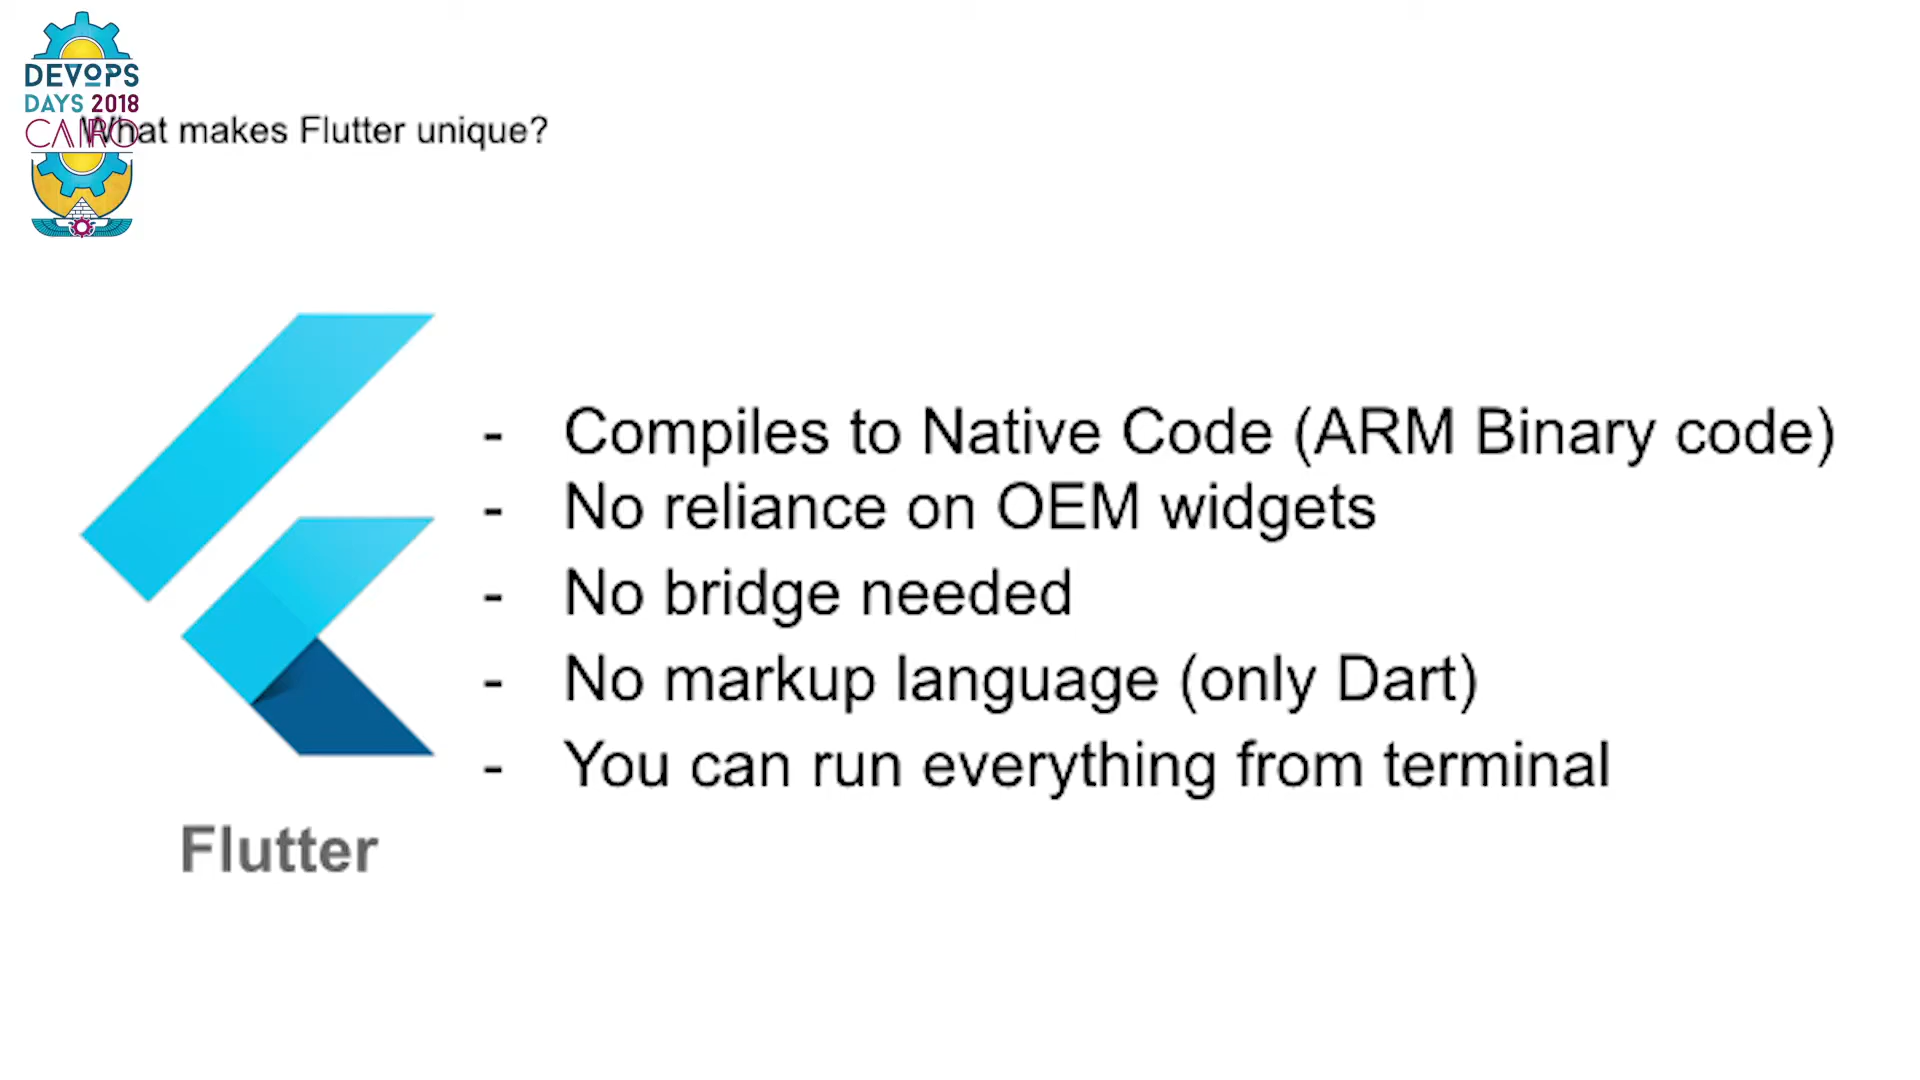 DEVOPS
DAYS 2018
CAIRO
What makes Flutter unique?
- Compiles to Native Code (ARM Binary code)
- No reliance on OEM widgets
- No bridge needed
- No markup language (only Dart)
- You can run everything from terminal
Flutter